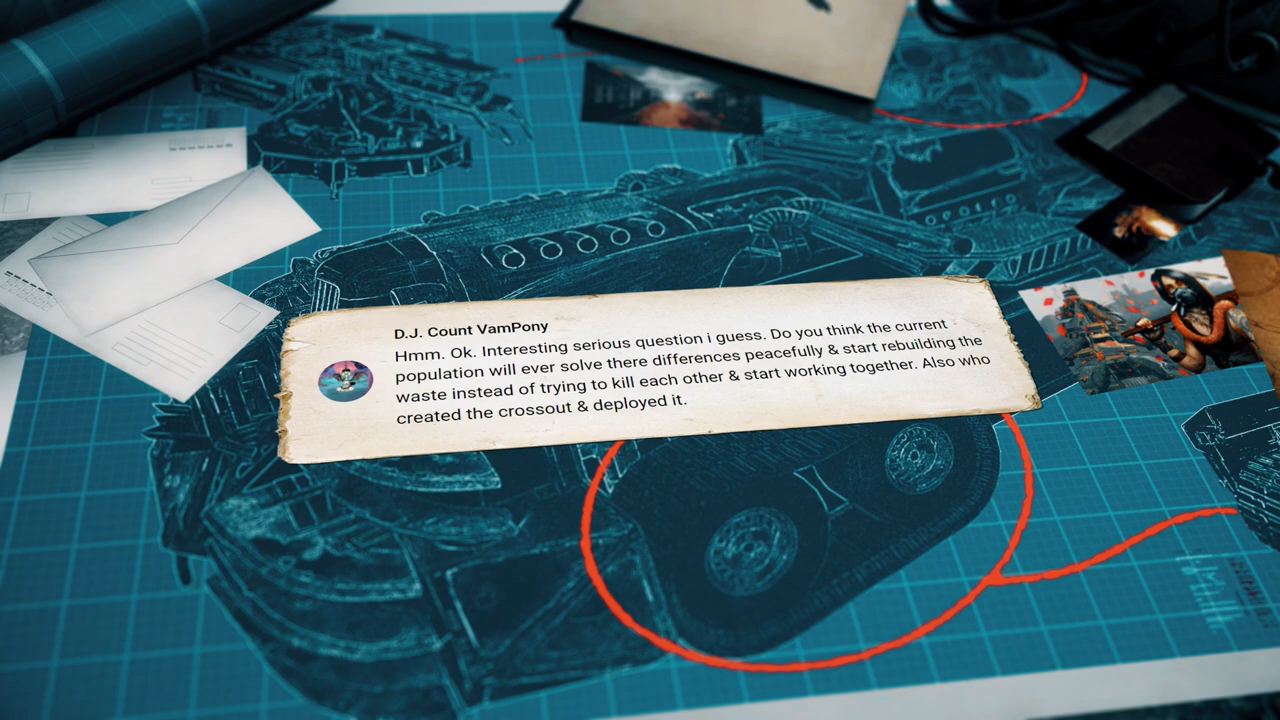 D.J. Count VamPony
Hmm. Ok. Interesting serious question i guess. Do you think the current
population will ever solve there differences peacefully & start rebuilding the
waste instead of trying to kill each other & start working together. Also who
created the crossout & deployed it.